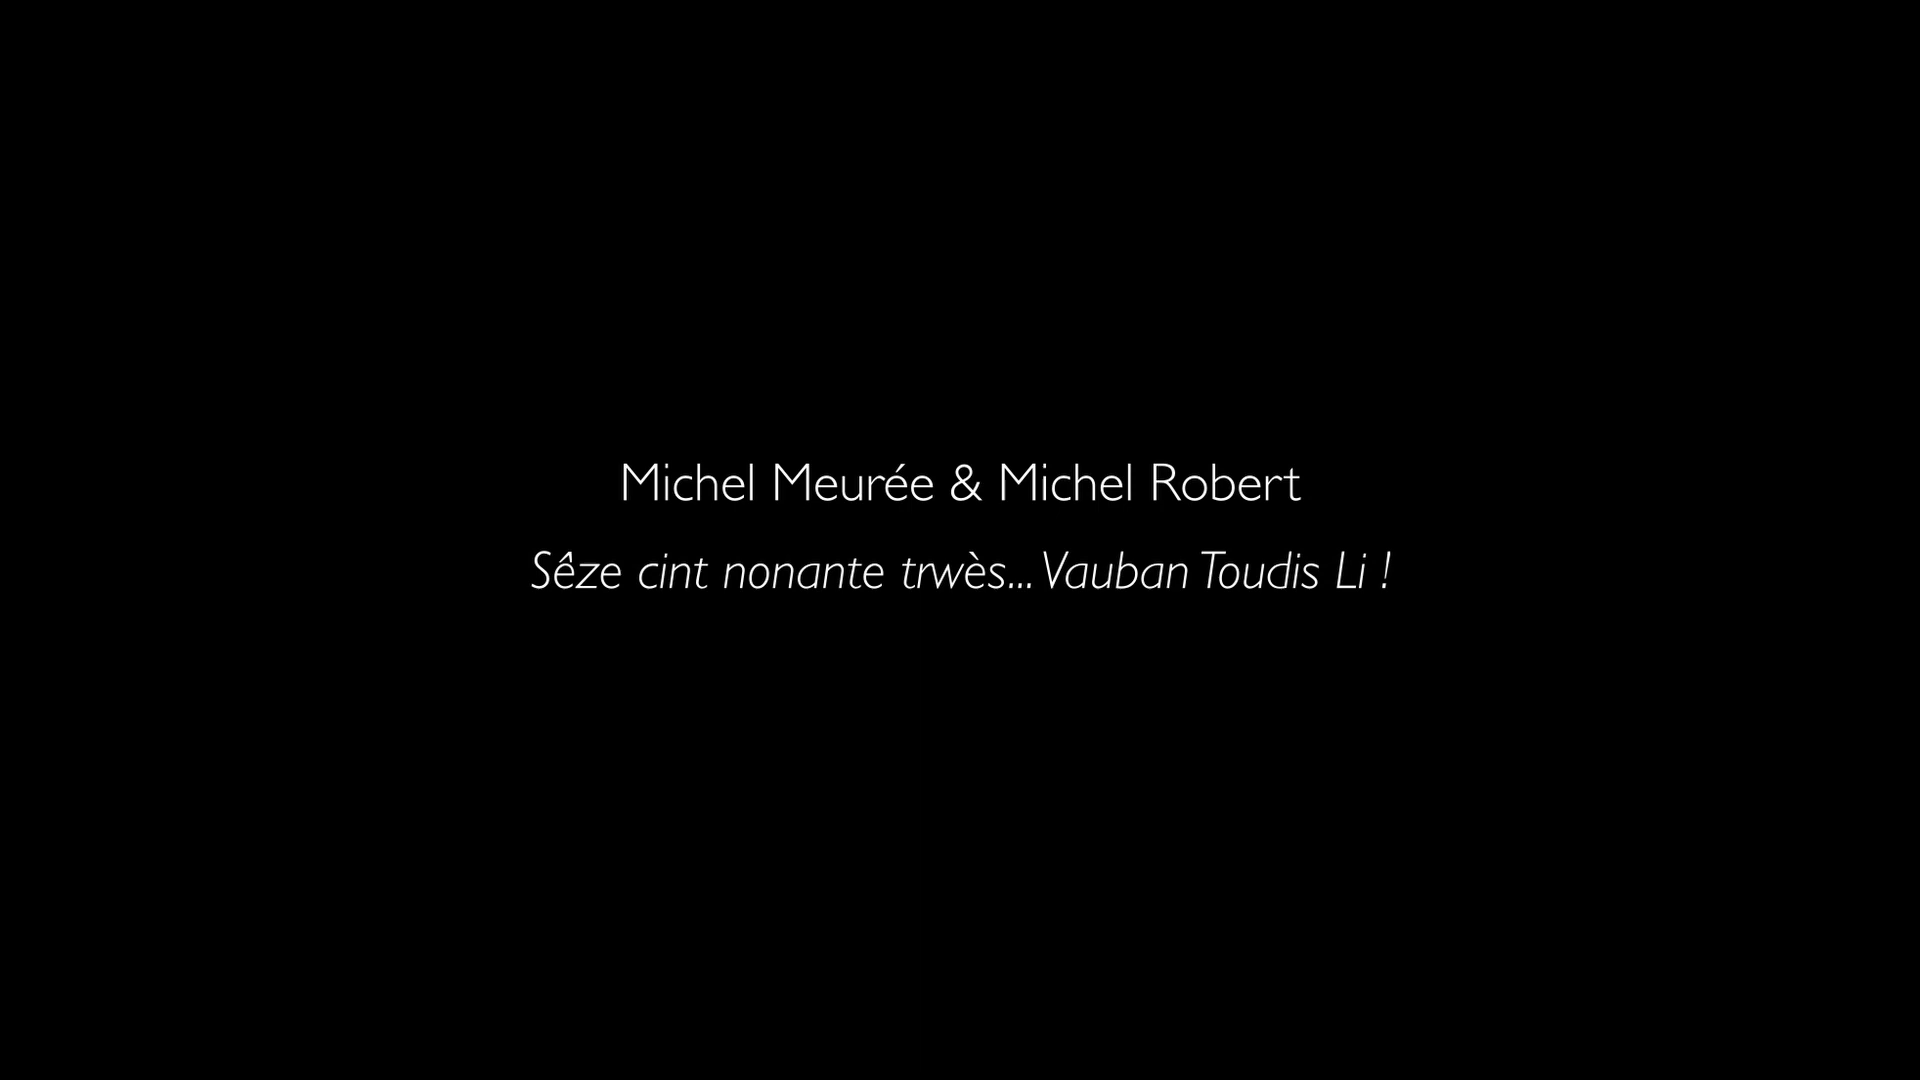 Michel Meurée & Michel Robert
Sêze cint nonante trwès... Vauban Toudis Li !